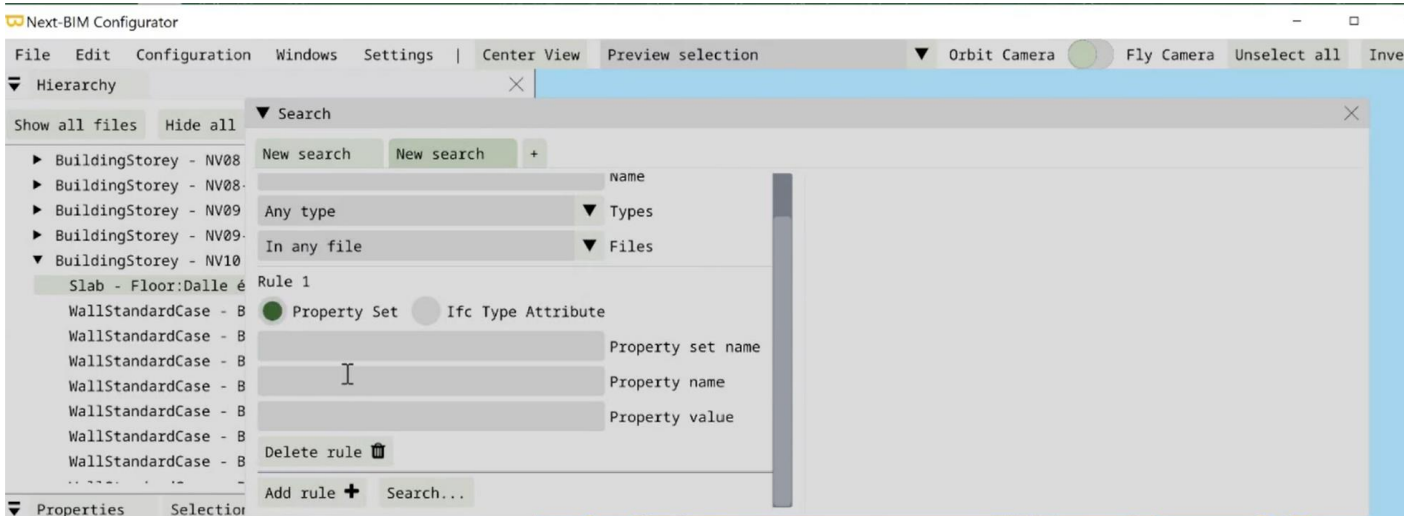 Next-BIM Configurator
File Edit Configuration Windows Settings | Center View Preview selection Orbit Camera Fly Camera Unselect all Inve
Hierarchy
Search
Show all files Hide all
New search New search +
BuildingStorey - NV08
Name
BuildingStorey - NV08-
BuildingStorey - NV09
Any type Types
BuildingStorey - NV09-
In any file Files
BuildingStorey - NV10
Slab - Floor:Dalle é
Rule 1
WallStandardCase - B
Property Set Ifc Type Attribute
WallStandardCase - B
Property set name
WallStandardCase - B
WallStandardCase - B
Property name
WallStandardCase - B
Property value
WallStandardCase - B
WallStandardCase - B
Delete rule
Add rule + Search...
Properties Selection